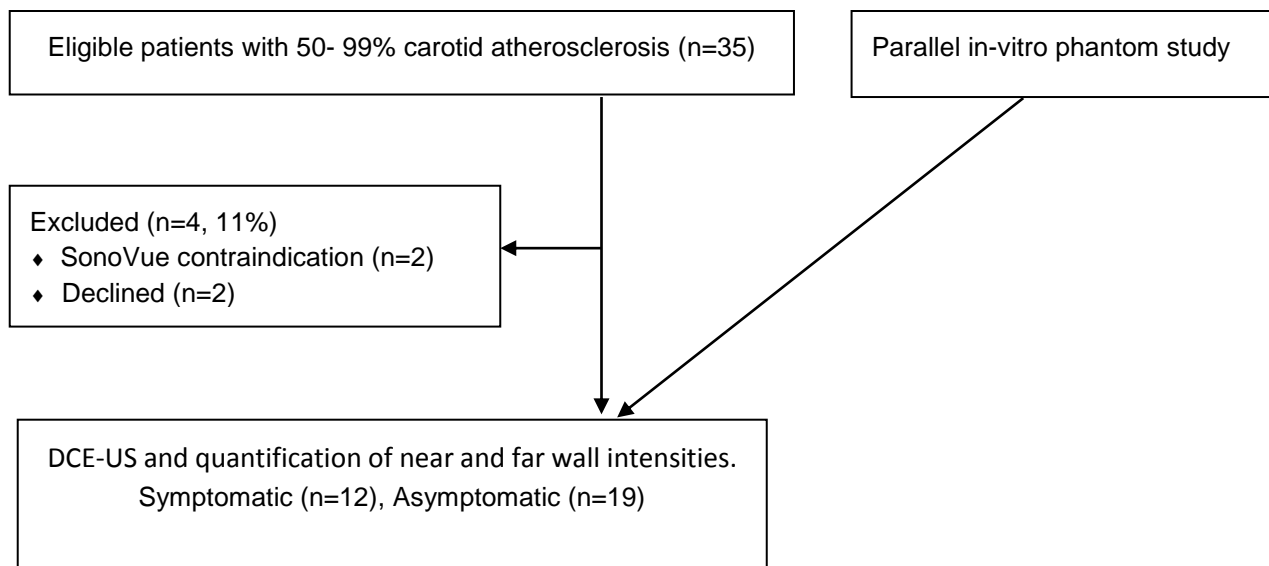 Eligible patients with 50- 99% carotid atherosclerosis (n=35)
Parallel in-vitro phantom study
Excluded (n=4, 11%)
♦ SonoVue contraindication (n=2)
♦ Declined (n=2)
DCE-US and quantification of near and far wall intensities.
Symptomatic (n=12), Asymptomatic (n=19)